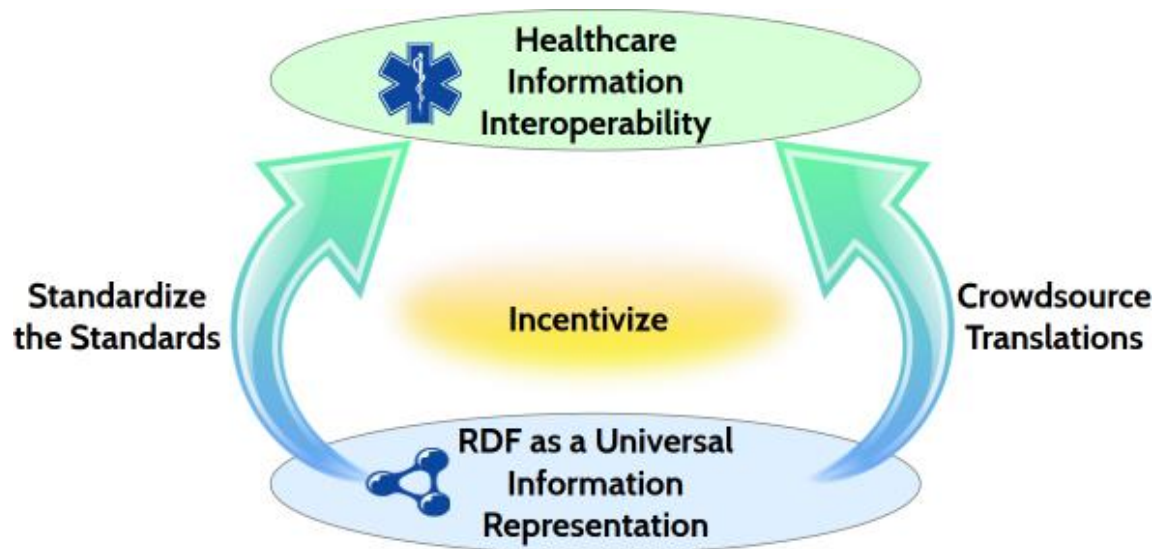 Healthcare
Information
Interoperability
Standardize
the Standards
Incentivize
Crowdsource
Translations
RDF as a Universal
Information
Representation